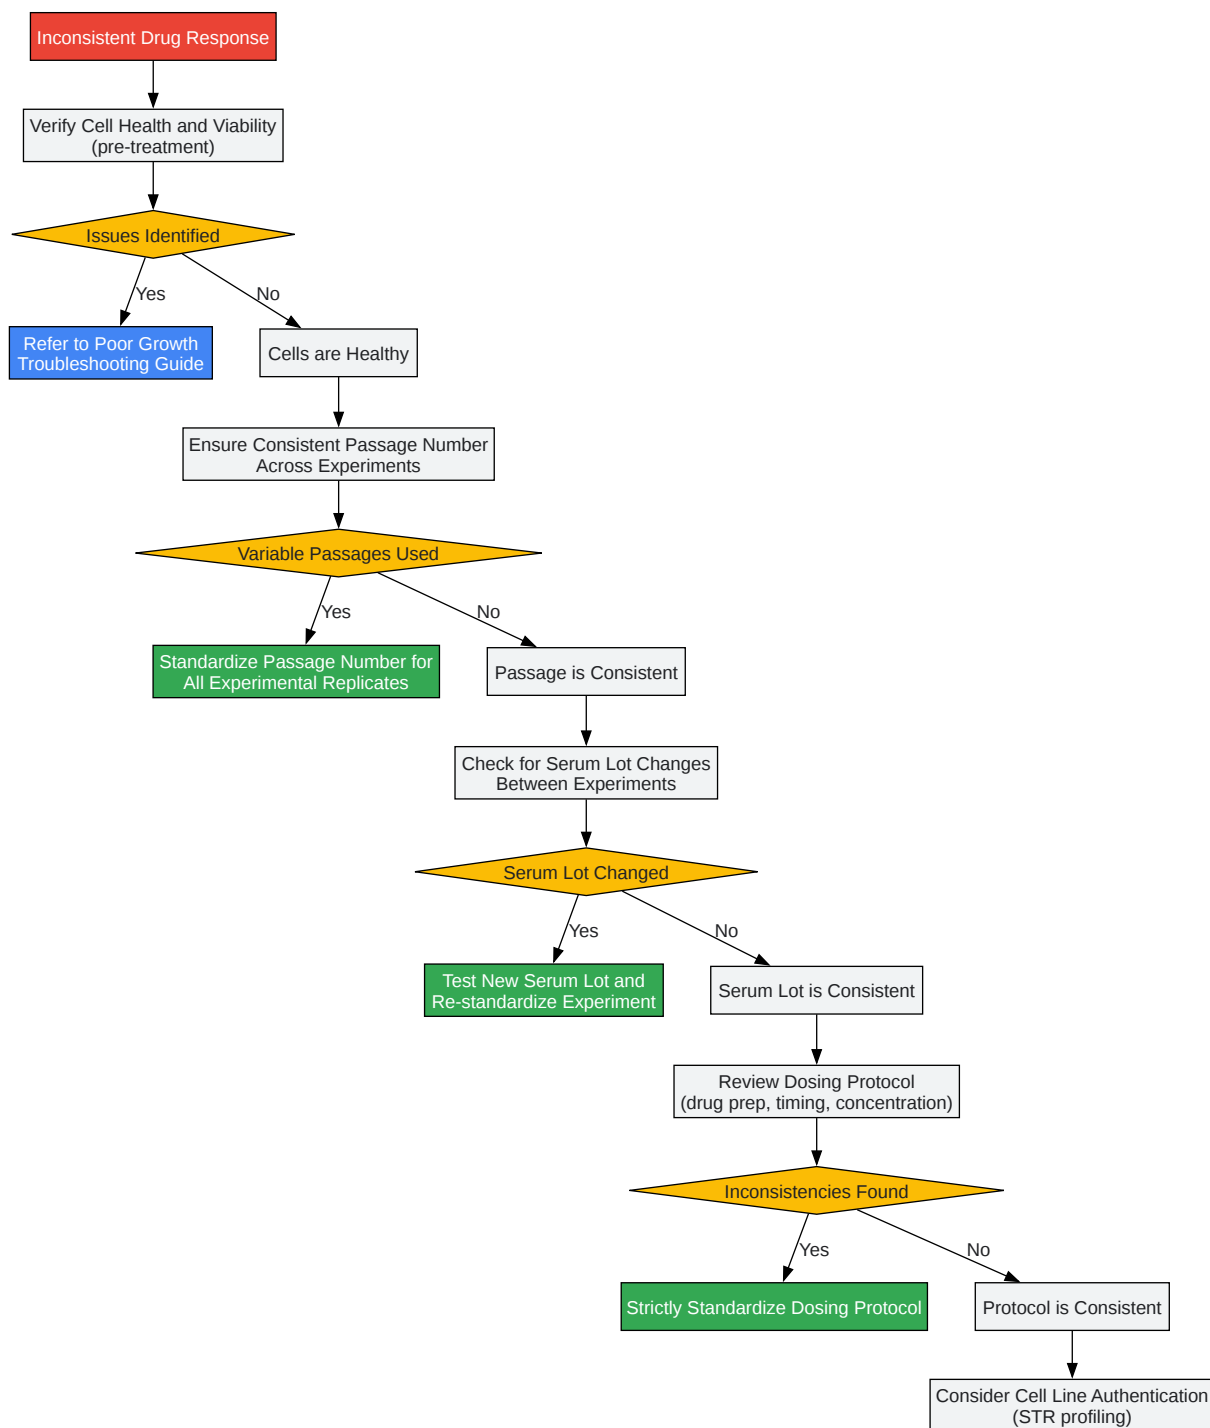 Inconsistent Drug Response
Verify Cell Health and Viability
(pre-treatment)
Issues Identified
Yes
No
Refer to Poor Growth
Troubleshooting Guide
Cells are Healthy
Ensure Consistent Passage Number
Across Experiments
Variable Passages Used
Yes
No
Standardize Passage Number for
All Experimental Replicates
Passage is Consistent
Check for Serum Lot Changes
Between Experiments
Serum Lot Changed
Yes
No
Test New Serum Lot and
Re-standardize Experiment
Serum Lot is Consistent
Review Dosing Protocol
(drug prep, timing, concentration)
Inconsistencies Found
Yes
No
Strictly Standardize Dosing Protocol
Protocol is Consistent
Consider Cell Line Authentication
(STR profiling)